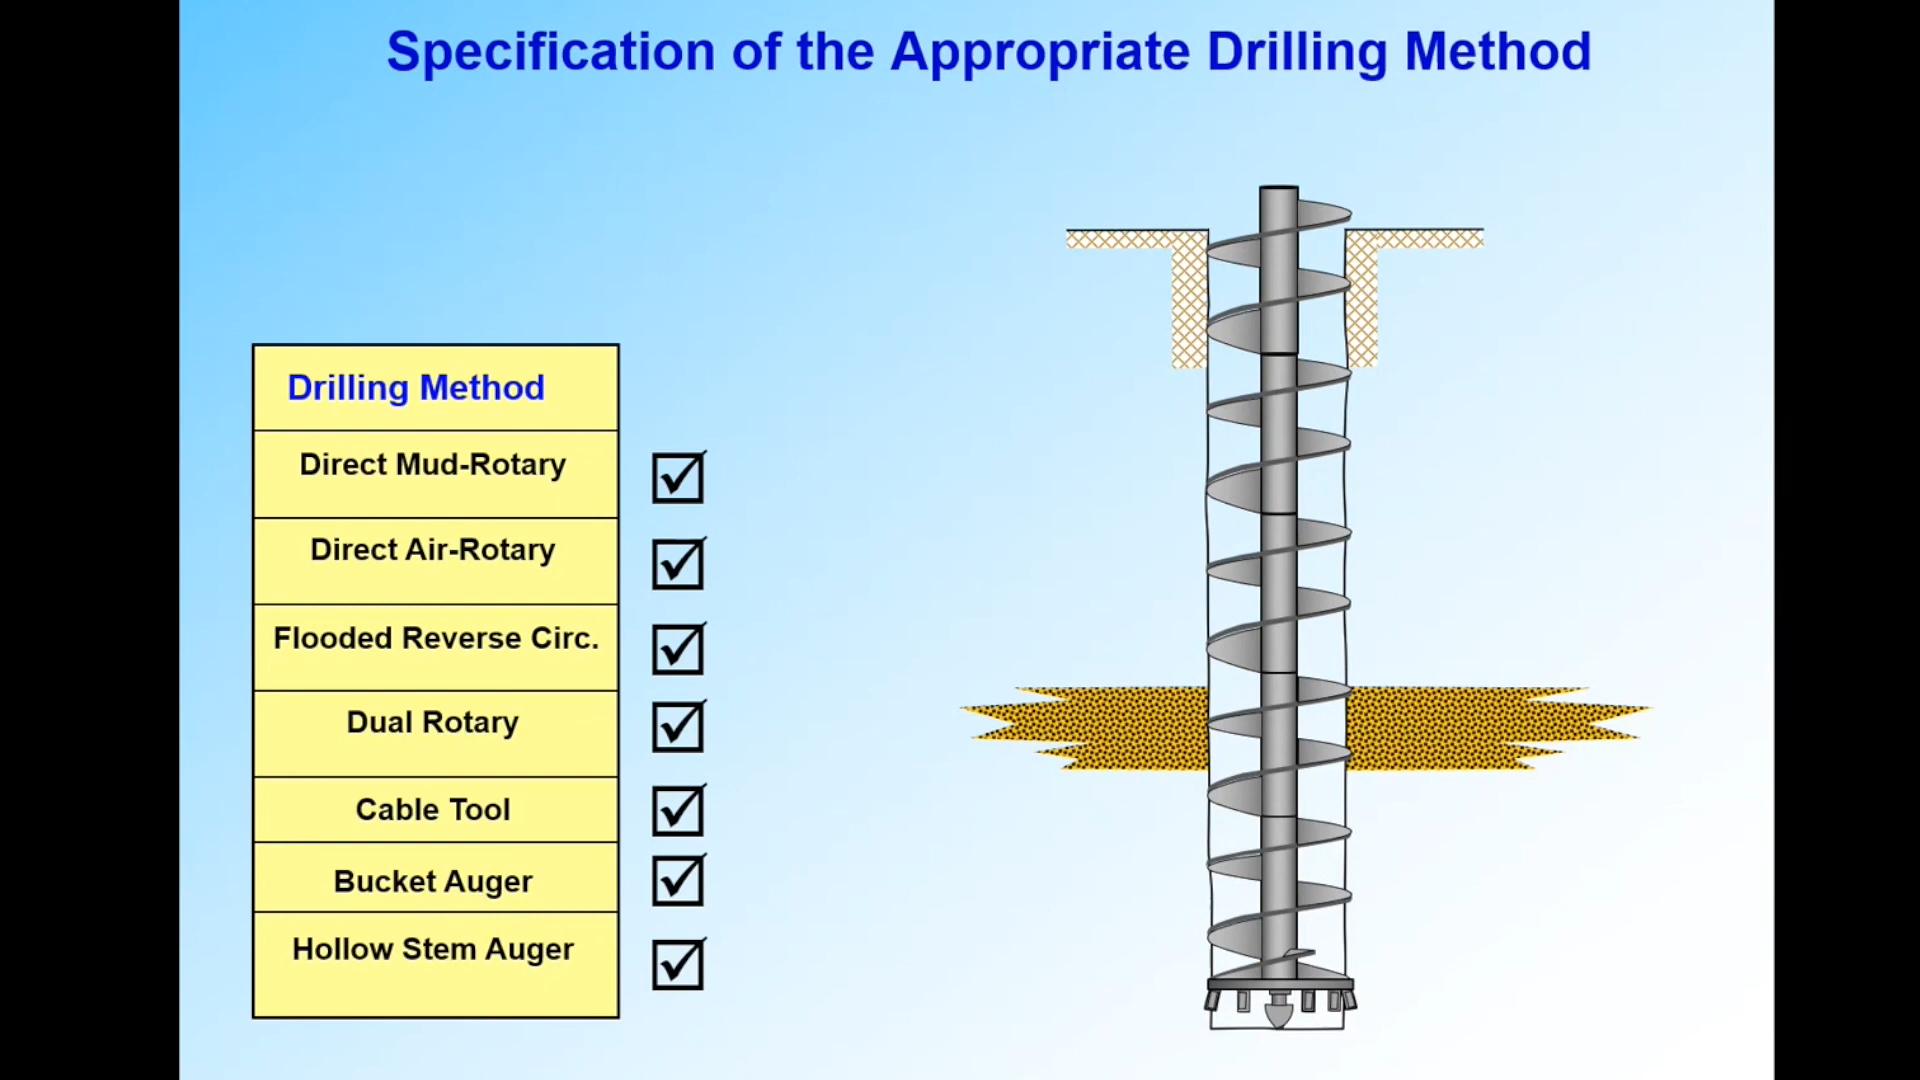 Specification of the Appropriate Drilling Method
Drilling Method
Direct Mud-Rotary
Direct Air-Rotary
Flooded Reverse Circ.
Dual Rotary
Cable Tool
Bucket Auger
Hollow Stem Auger